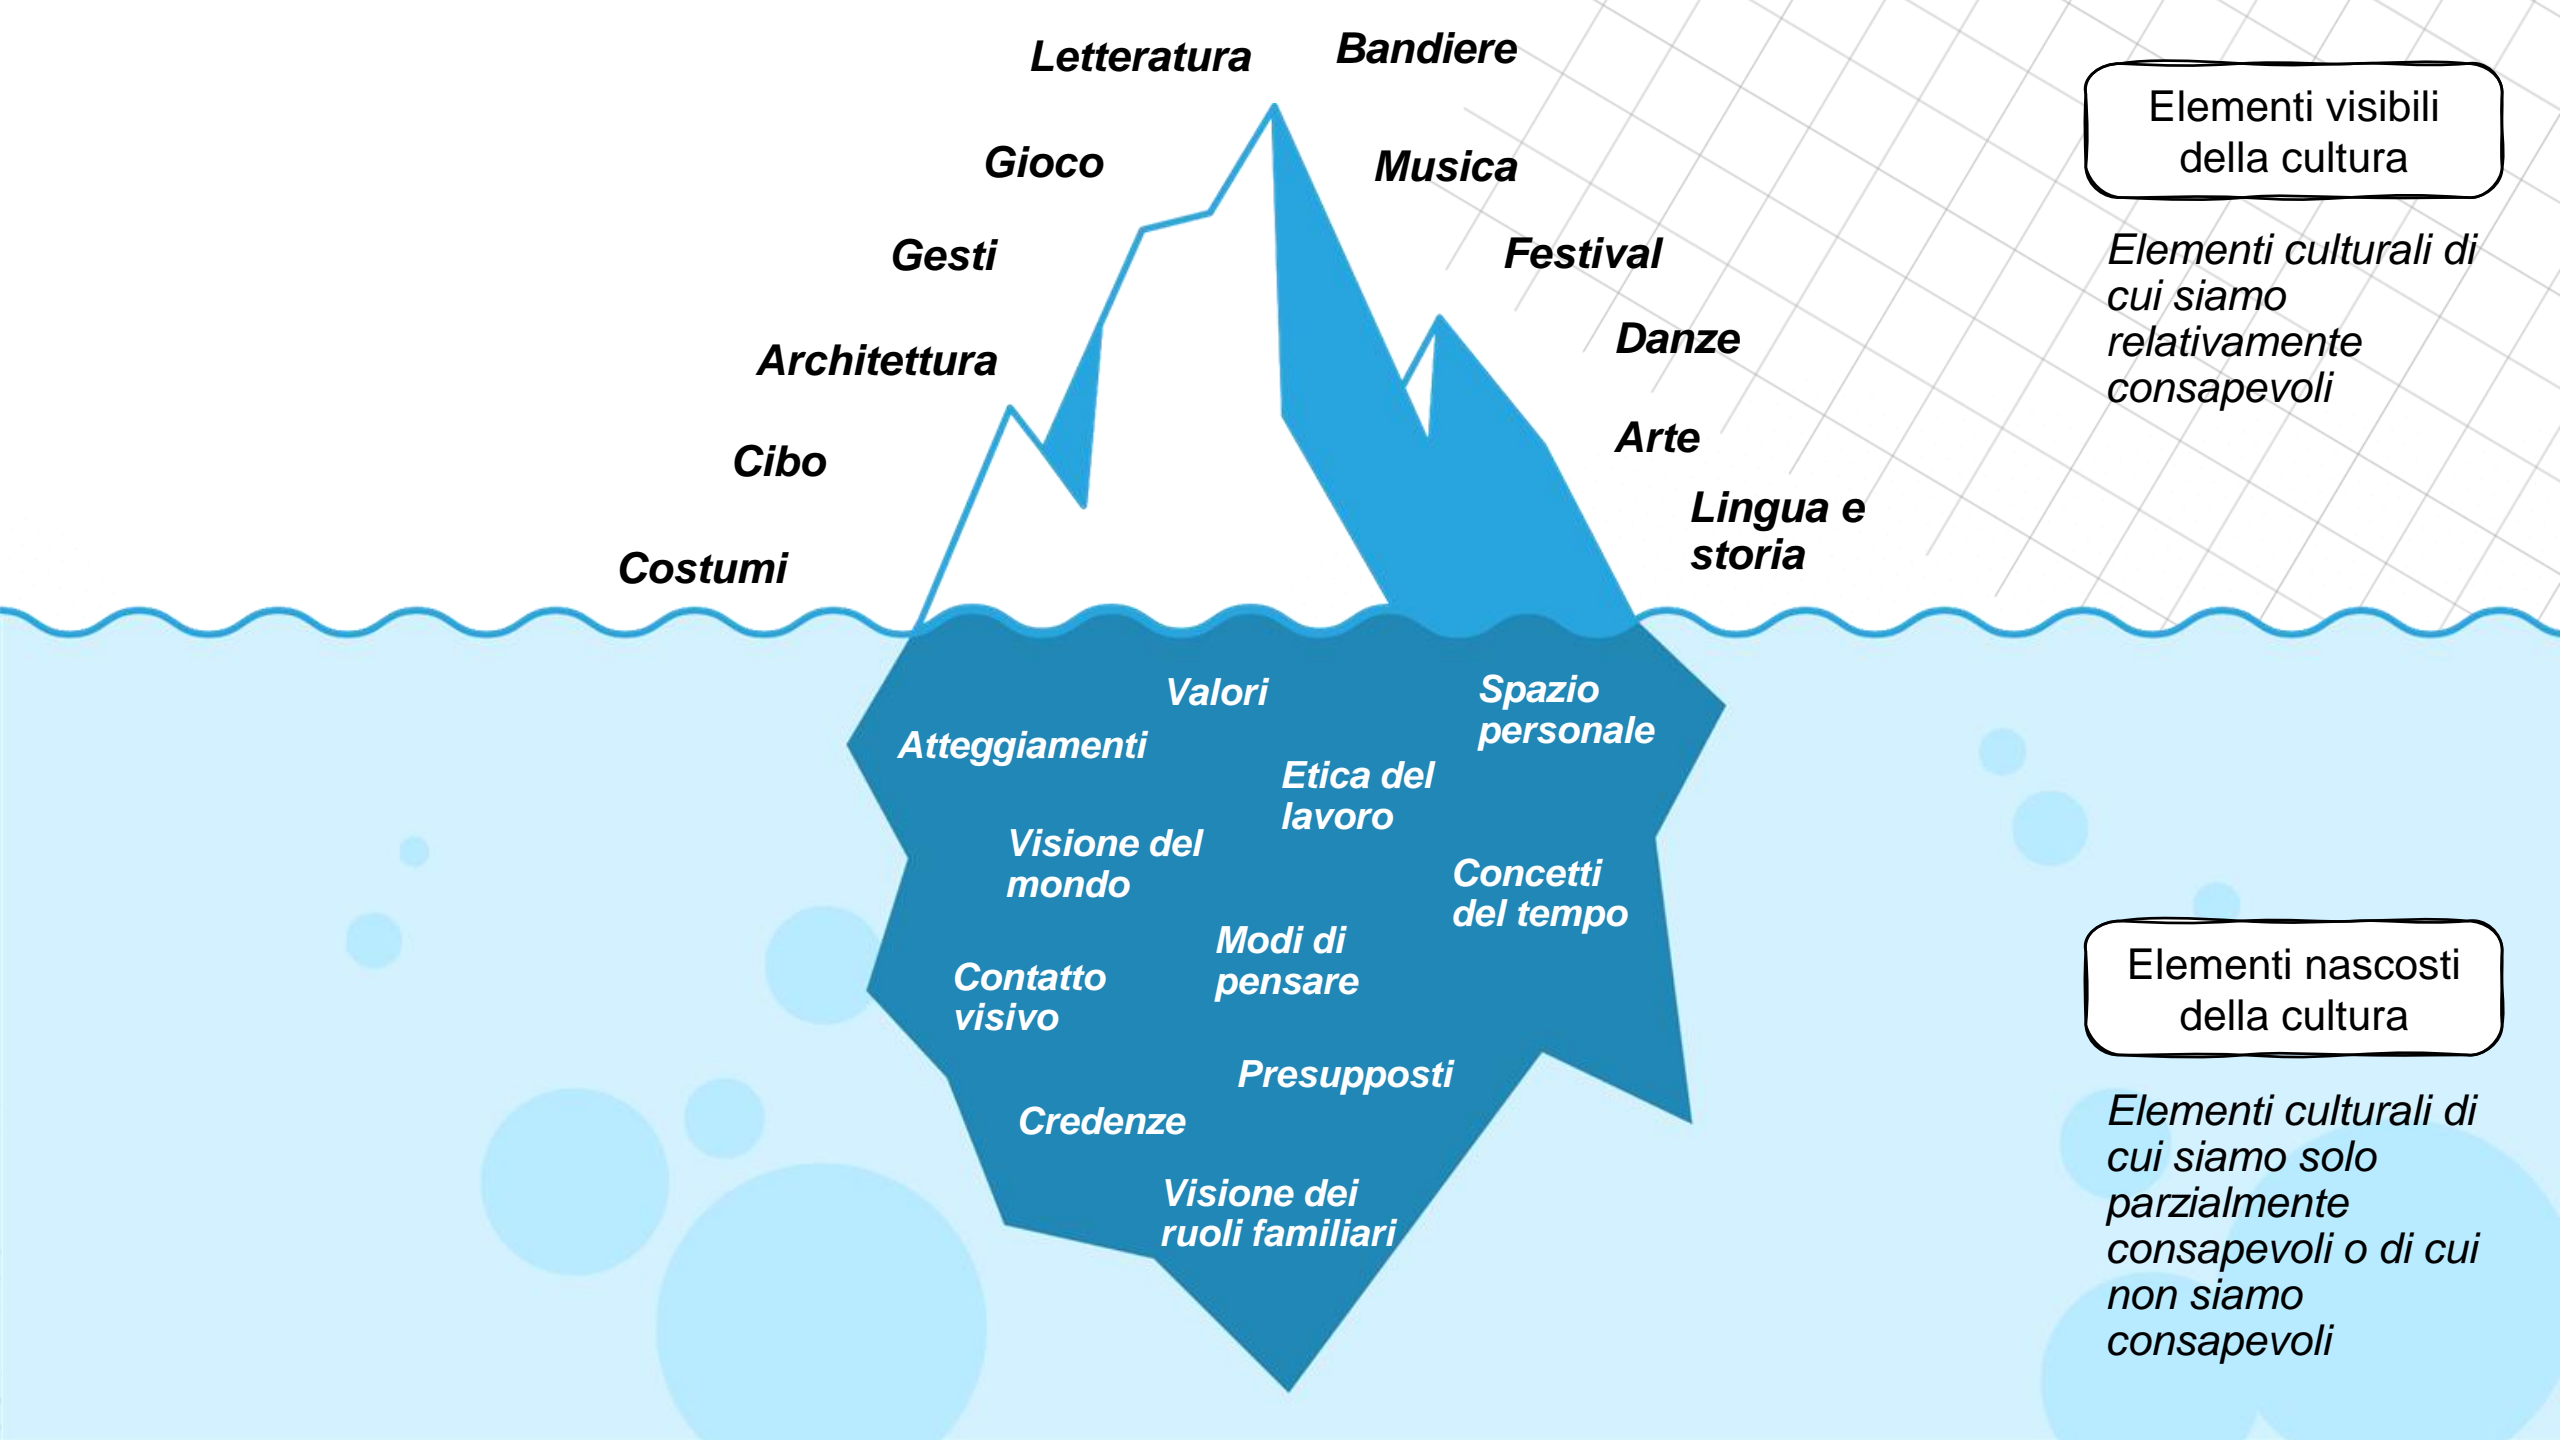 Letteratura
Bandiere
Gioco
Musica
Gesti
Festival
Architettura
Danze
Cibo
Arte
Costumi
Lingua e
storia
Elementi visibili
della cultura
Elementi culturali di
cui siamo
relativamente
consapevoli
Valori
Spazio
personale
Atteggiamenti
Etica del
lavoro
Visione del
mondo
Concetti
del tempo
Modi di
pensare
Contatto
visivo
Presupposti
Credenze
Visione dei
ruoli familiari
Elementi nascosti
della cultura
Elementi culturali di
cui siamo solo
parzialmente
consapevoli o di cui
non siamo
consapevoli